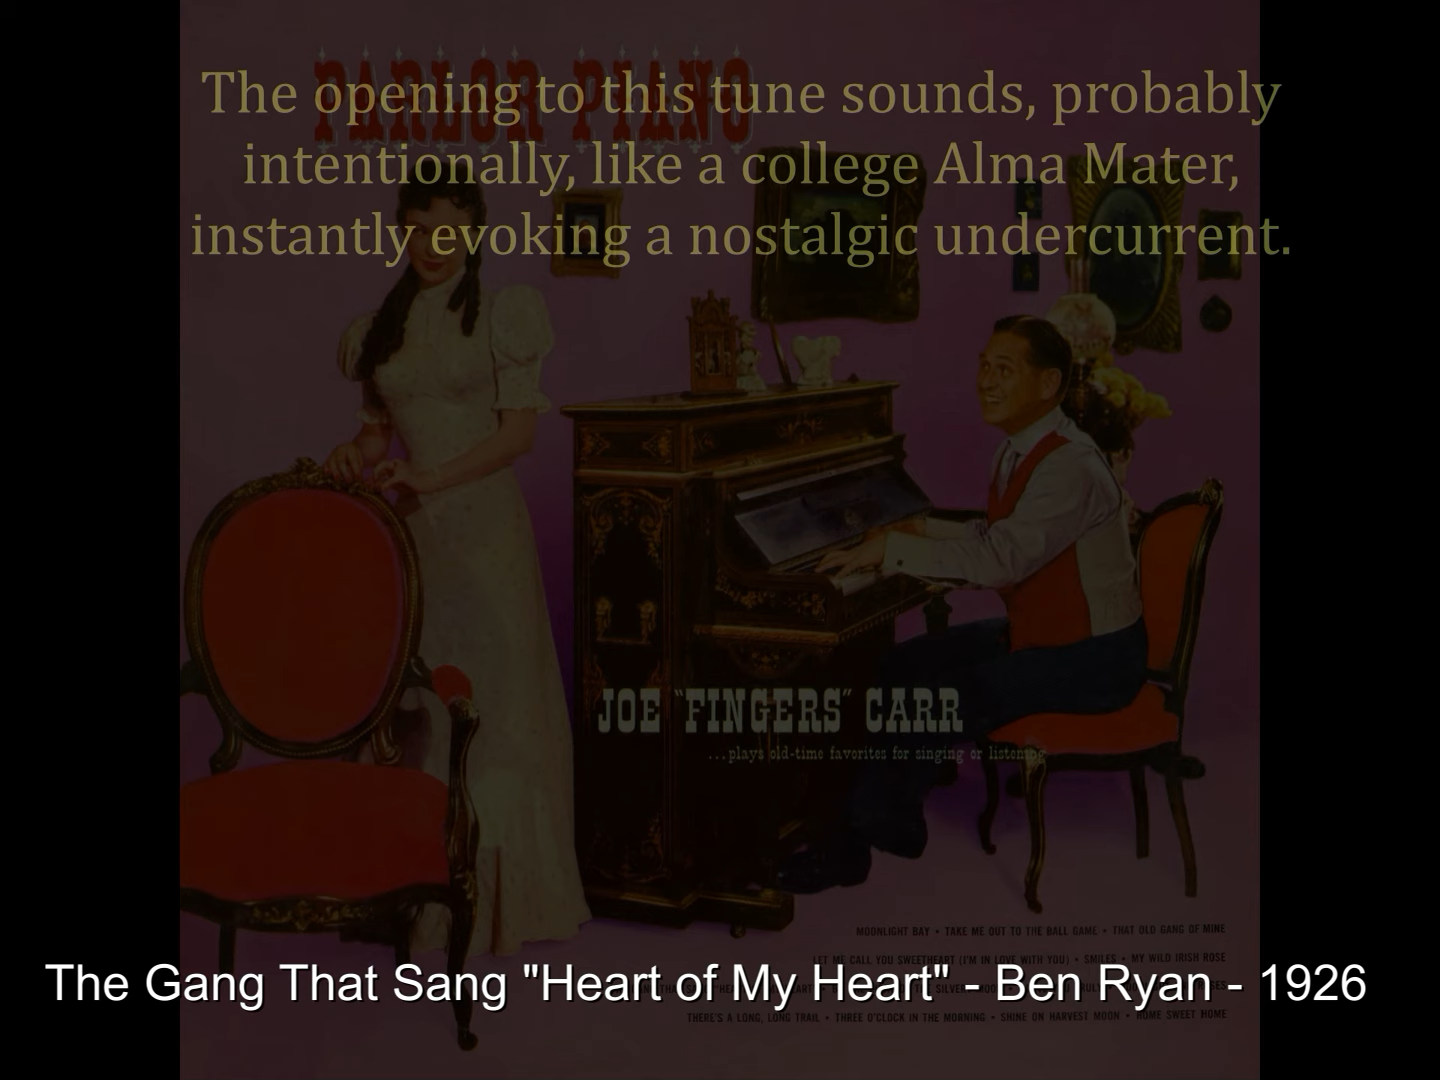 PARLOR PIANO
The opening to this tune sounds, probably
intentionally, like a college Alma Mater,
instantly evoking a nostalgic undercurrent.
JOE "FINGERS" CARR
...plays old-time favorites for singing or listening
MOONLIGHT BAY • TAKE ME OUT TO THE BALL GAME • THAT OLD GANG OF MINE
LET ME CALL YOU SWEETHEART (I'M IN LOVE WITH YOU) • SMILES • MY WILD IRISH ROSE
The Gang That Sang "Heart of My Heart" - Ben Ryan - 1926
THERE'S A LONG, LONG TRAIL • THREE O'CLOCK IN THE MORNING • SHINE ON HARVEST MOON • HOME SWEET HOME